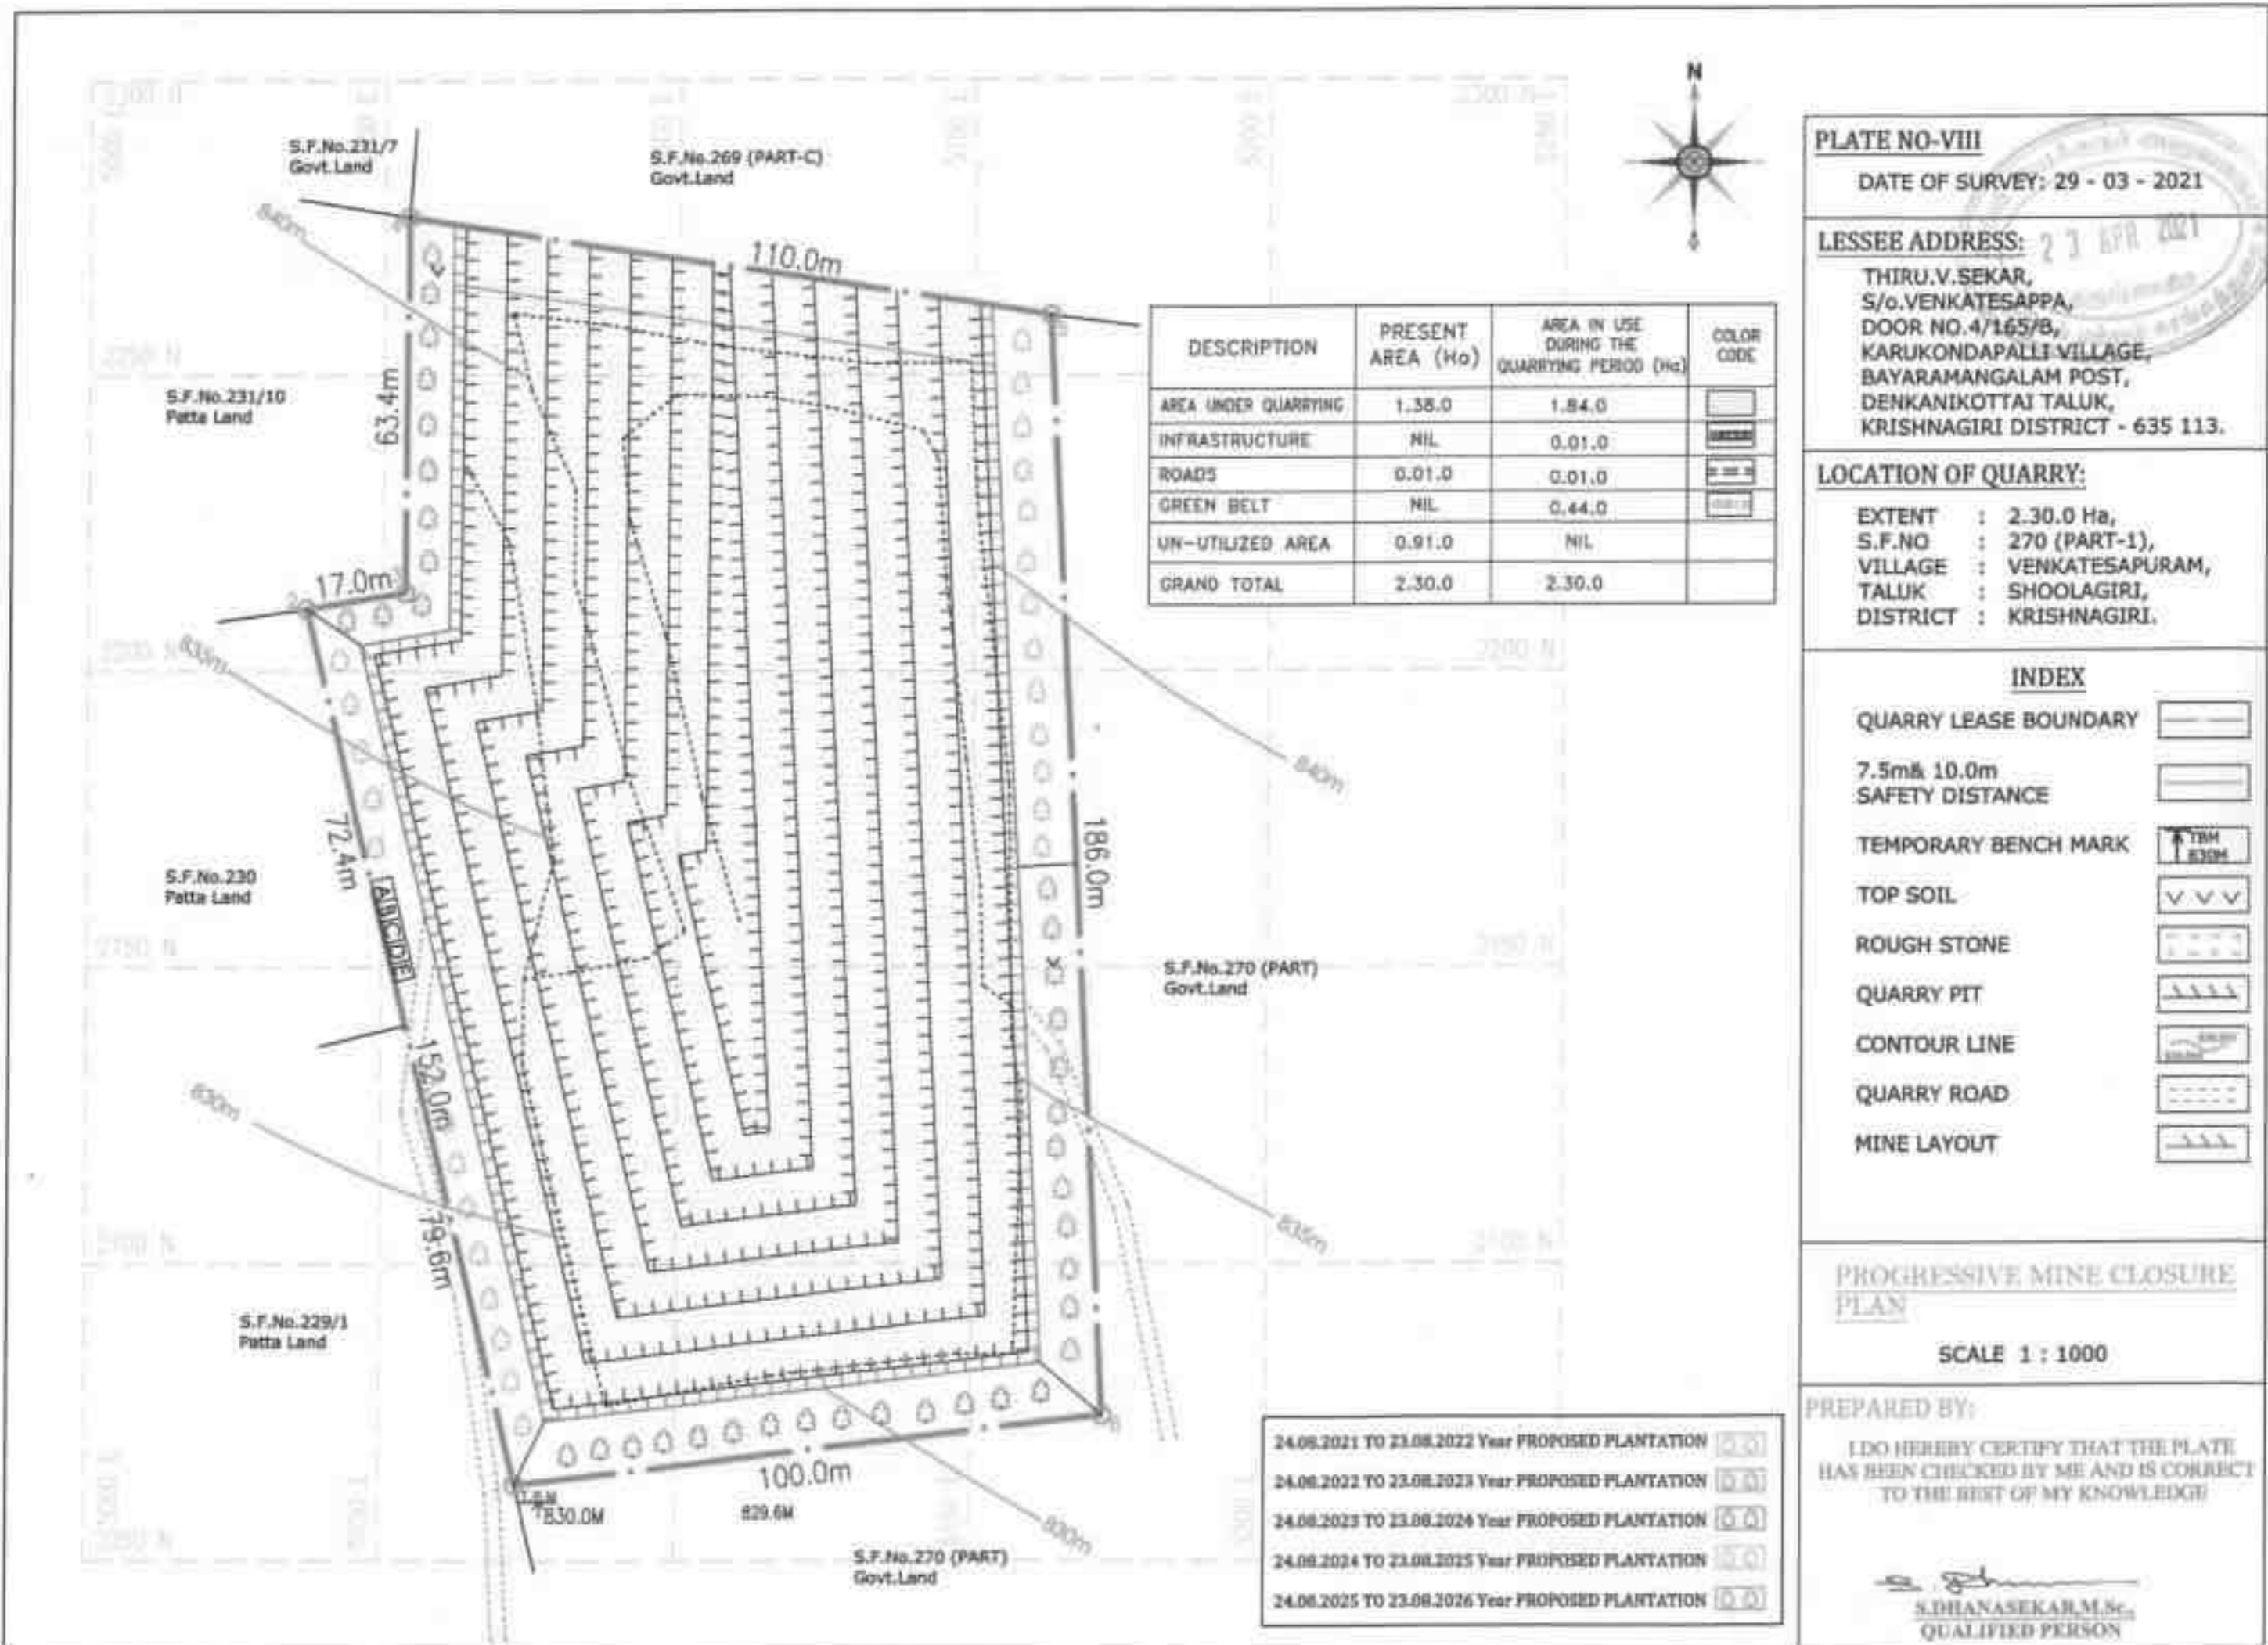 N
S.F.No.231/7
Govt.Land
S.F.No.269 (PART-C)
Govt.Land
840m
110.0m
2250 N
63.4m
S.F.No.231/10
Patta Land
17.0m
3
2
2200 N
2200 N
835m
840m
72.4m
186.0m
S.F.No.230
Patta Land
S.F.No.270 (PART)
Govt.Land
152.0m
830m
79.6m
835m
2100 N
S.F.No.229/1
Patta Land
100.0m
T.B.M
830.0M
829.6M
830m
S.F.No.270 (PART)
Govt.Land
DESCRIPTION PRESENT AREA (Ha) AREA IN USE DURING THE QUARRYING PERIOD (Ha) COLOR CODE
AREA UNDER QUARRYING 1.38.0 1.84.0
INFRASTRUCTURE NIL 0.01.0
ROADS 0.01.0 0.01.0
GREEN BELT NIL 0.44.0
UN-UTILIZED AREA 0.91.0 NIL
GRAND TOTAL 2.30.0 2.30.0
24.08.2021 TO 23.08.2022 Year PROPOSED PLANTATION
24.08.2022 TO 23.08.2023 Year PROPOSED PLANTATION
24.08.2023 TO 23.08.2024 Year PROPOSED PLANTATION
24.08.2024 TO 23.08.2025 Year PROPOSED PLANTATION
24.08.2025 TO 23.08.2026 Year PROPOSED PLANTATION
PLATE NO-VIII
DATE OF SURVEY: 29 - 03 - 2021
23 APR 2021
LESSEE ADDRESS:
THIRU.V.SEKAR,
S/o.VENKATESAPPA,
DOOR NO.4/165/B,
KARUKONDAPALLI VILLAGE,
BAYARAMANGALAM POST,
DENKANIKOTTAI TALUK,
KRISHNAGIRI DISTRICT - 635 113.
LOCATION OF QUARRY:
EXTENT : 2.30.0 Ha,
S.F.NO : 270 (PART-1),
VILLAGE : VENKATESAPURAM,
TALUK : SHOOLAGIRI,
DISTRICT : KRISHNAGIRI.
INDEX
QUARRY LEASE BOUNDARY
7.5m& 10.0m
SAFETY DISTANCE
TEMPORARY BENCH MARK
TBM
830M
TOP SOIL
ROUGH STONE
QUARRY PIT
CONTOUR LINE
QUARRY ROAD
MINE LAYOUT
PROGRESSIVE MINE CLOSURE
PLAN
SCALE 1 : 1000
PREPARED BY:
I DO HEREBY CERTIFY THAT THE PLATE
HAS BEEN CHECKED BY ME AND IS CORRECT
TO THE BEST OF MY KNOWLEDGE
S.DHANASEKAR,M.Sc.,
QUALIFIED PERSON